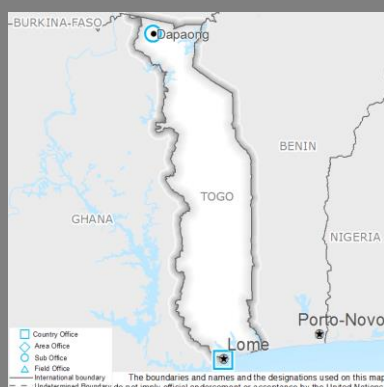 BURKINA-FASO
Dapaong
BENIN
TOGO
GHANA
NIGERIA
Porto-Novo
Lome
Country Office
Area Office
Sub Office
Field Office
International boundary
Undetermined Boundary
The boundaries and names and the designations used on this map
do not imply official endorsement or acceptance by the United Nations